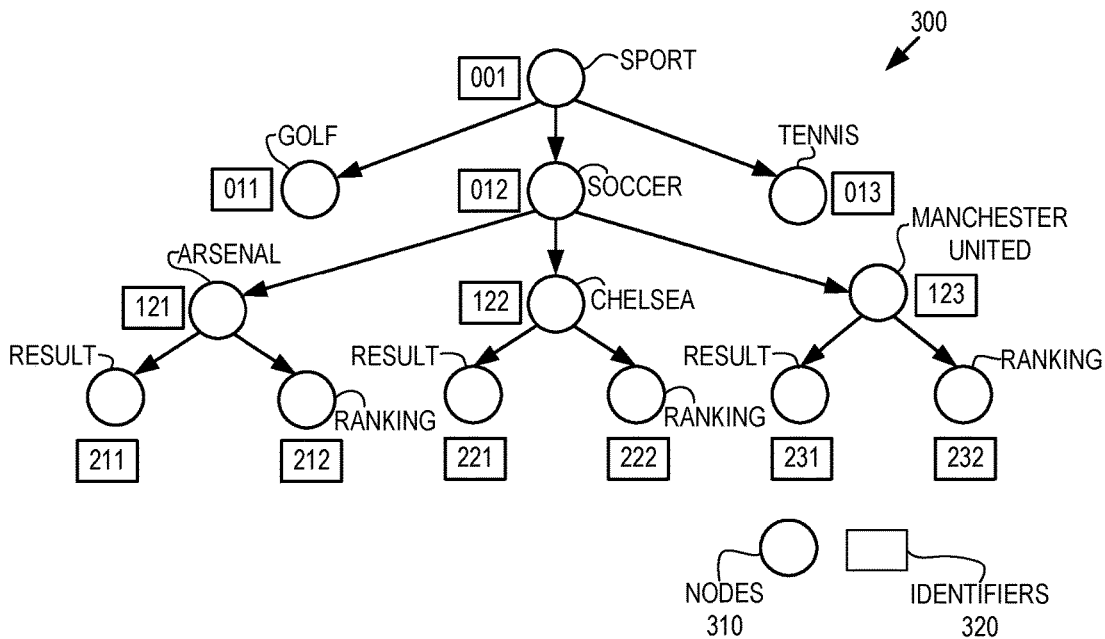 300
SPORT
001
GOLF
TENNIS
011
012
SOCCER
013
MANCHESTER
UNITED
ARSENAL
121
122
CHELSEA
123
RESULT
RESULT
RESULT
RANKING
RANKING
RANKING
211
212
221
222
231
232
NODES
310
IDENTIFIERS
320